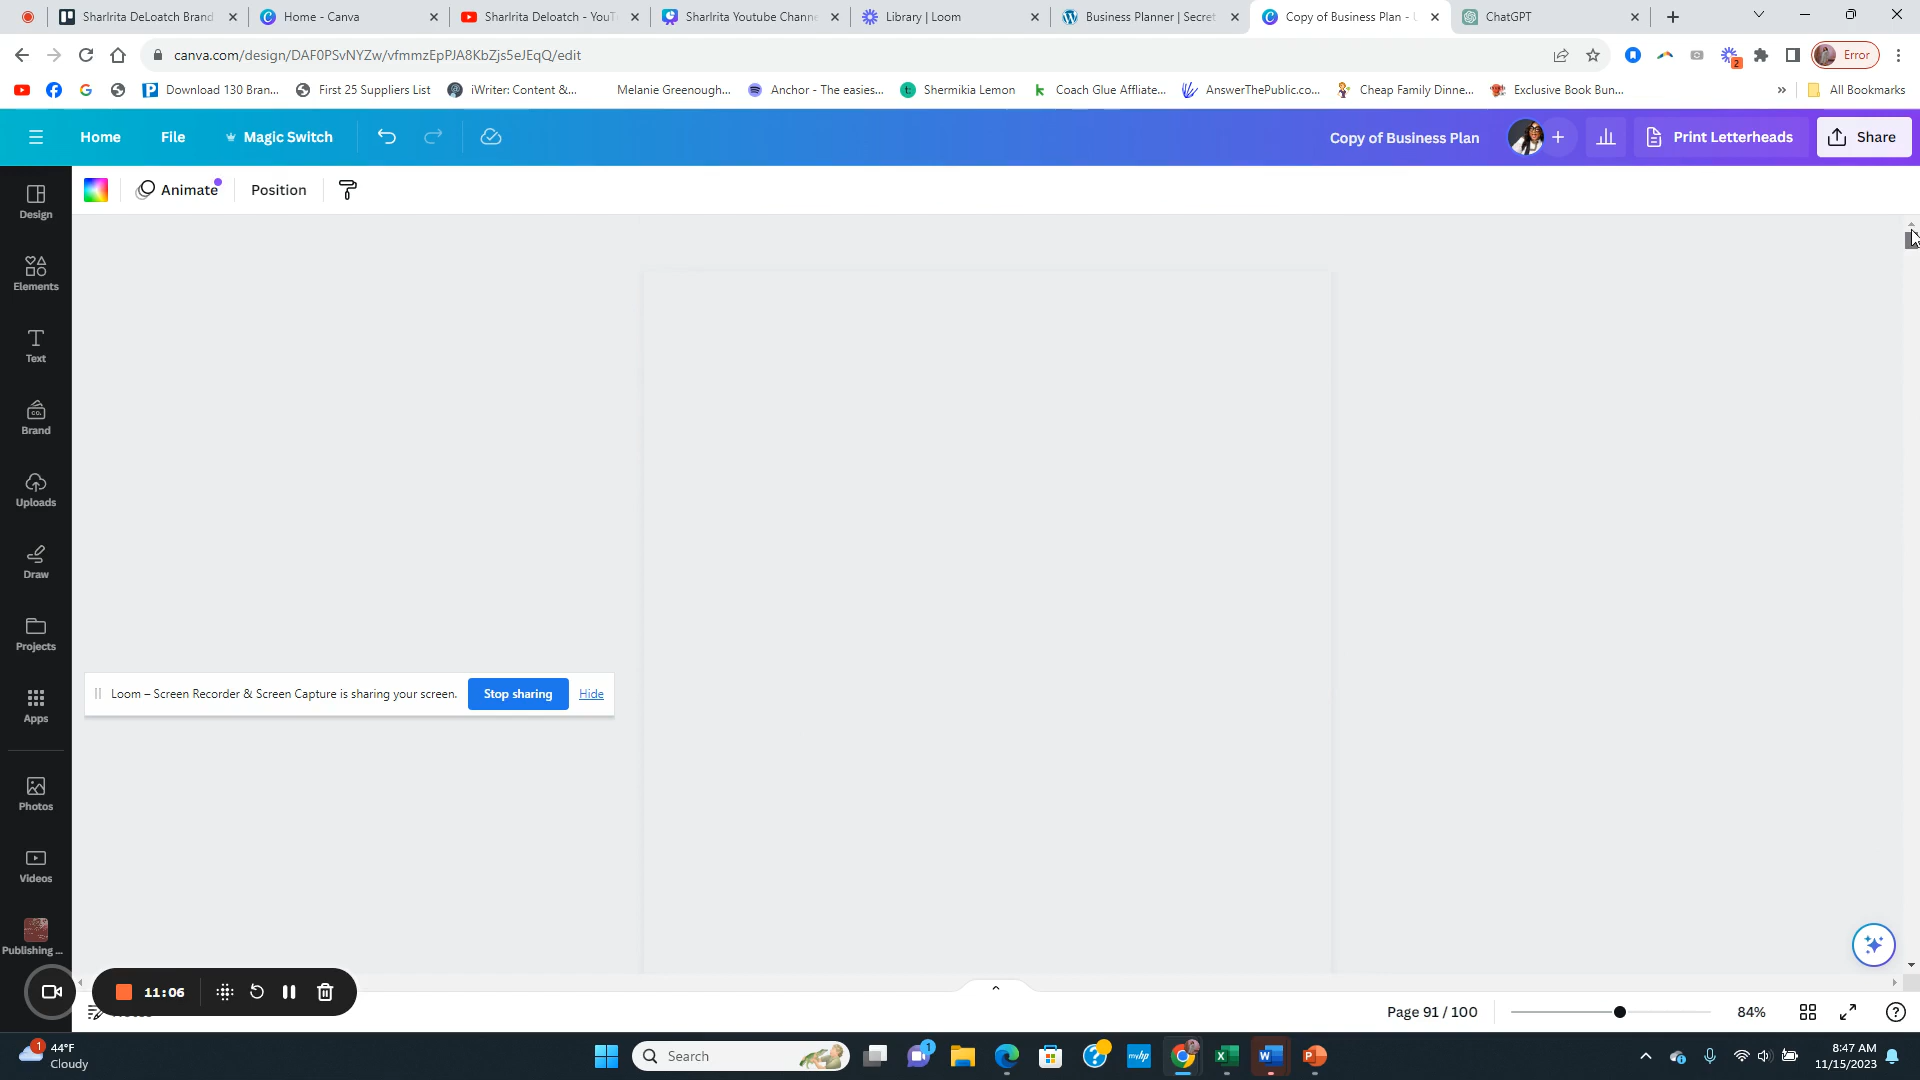 Sharlrita DeLoatch Brand
Home - Canva
Sharlrita Deloatch - YouT
Sharlrita Youtube Channe
Library | Loom
Business Planner | Secret
Copy of Business Plan -
ChatGPT
canva.com/design/DAF0PSvNYZw/vfmmzEpPJA8KbZjs5eJEqQ/edit
2
Error
Download 130 Bran...
First 25 Suppliers List
iWriter: Content &...
Melanie Greenough...
Anchor - The easies...
Shermikia Lemon
Coach Glue Affiliate...
AnswerThePublic.co...
Cheap Family Dinne...
Exclusive Book Bun...
»
All Bookmarks
Home
File
Magic Switch
Copy of Business Plan
Print Letterheads
Share
Design
Animate
Position
Elements
Text
Brand
Uploads
Draw
Projects
Loom – Screen Recorder & Screen Capture is sharing your screen.
Stop sharing
Hide
Apps
Photos
Videos
Publishing ...
11:06
Page 91 / 100
84%
1
44°F
Cloudy
Search
1
8:47 AM
11/15/2023